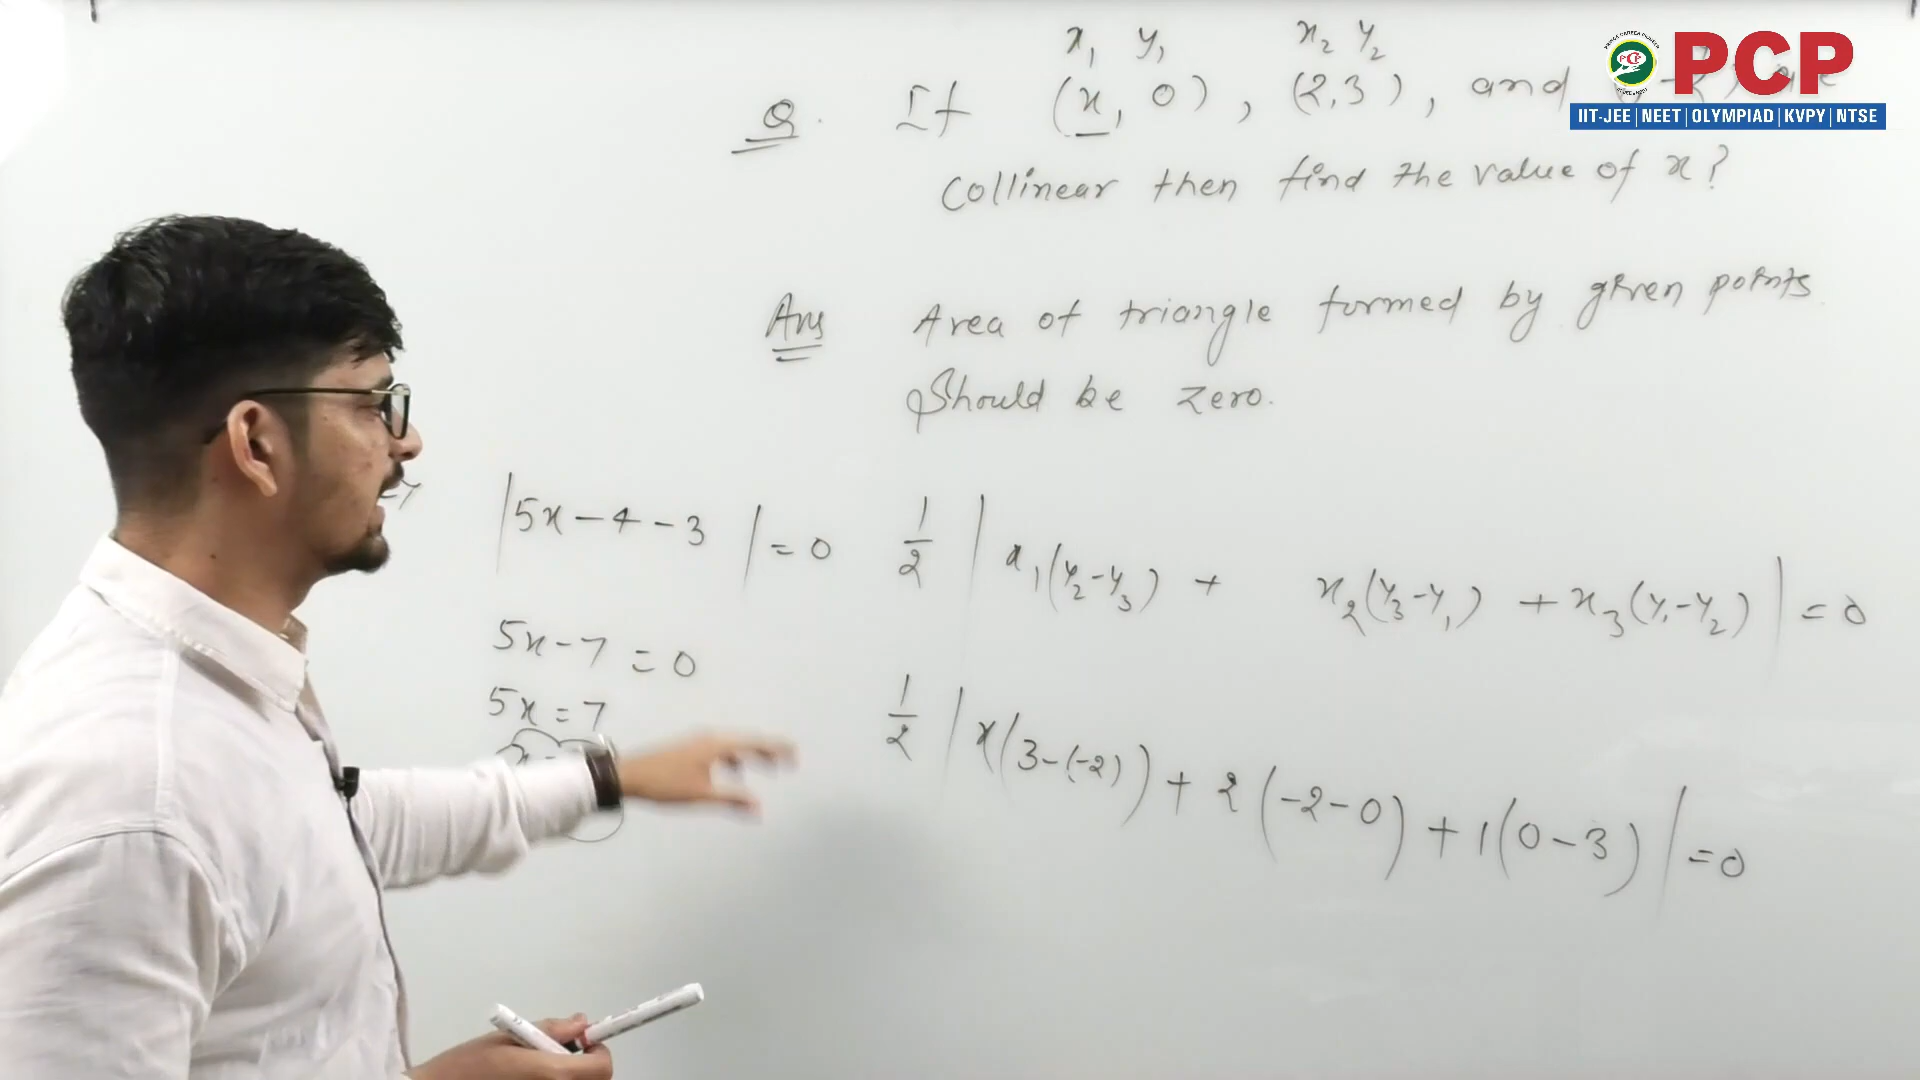 x₁ y₁ x₂ y₂
Q. If (x, 0), (2,3), and
Collinear then find the value of x?
Ans Area of triangle formed by given points
Should be zero.
|5x - 4 - 3| = 0
5x - 7 = 0
5x = 7
1/2 | x₁(y₂-y₃) + x₂(y₃-y₁) + x₃(y₁-y₂) | = 0
1/2 | x(3-(-2)) + 2(-2-0) + 1(0-3) | = 0
PCP
IIT-JEE | NEET | OLYMPIAD | KVPY | NTSE